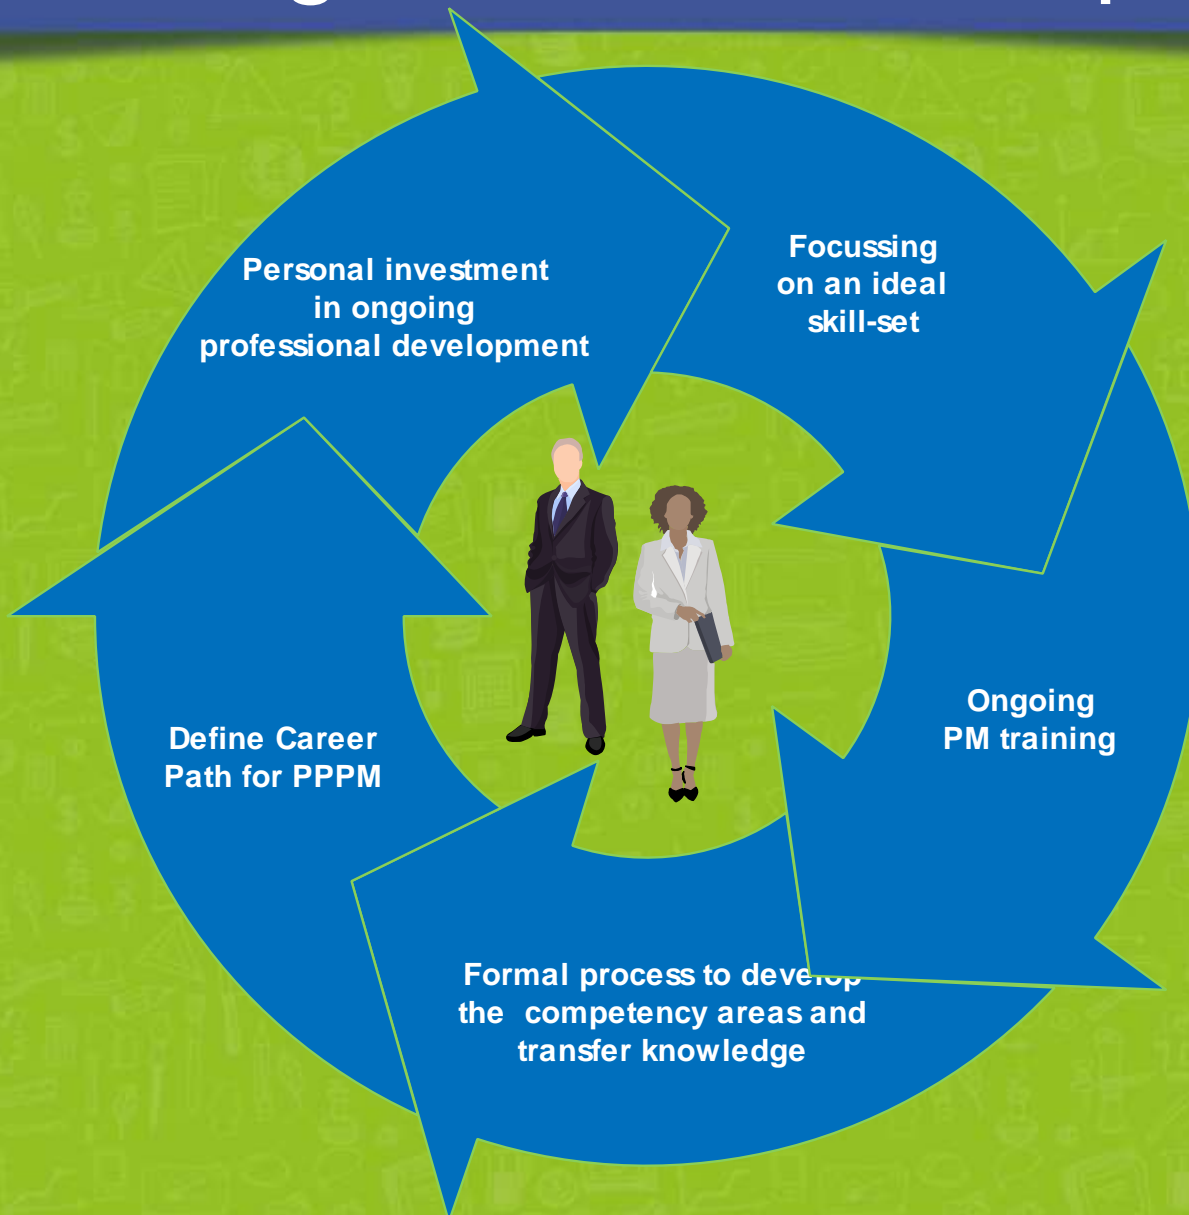 Personal investment
in ongoing
professional development
Focussing
on an ideal
skill-set
Ongoing
PM training
Formal process to develop
the competency areas and
transfer knowledge
Define Career
Path for PPPM